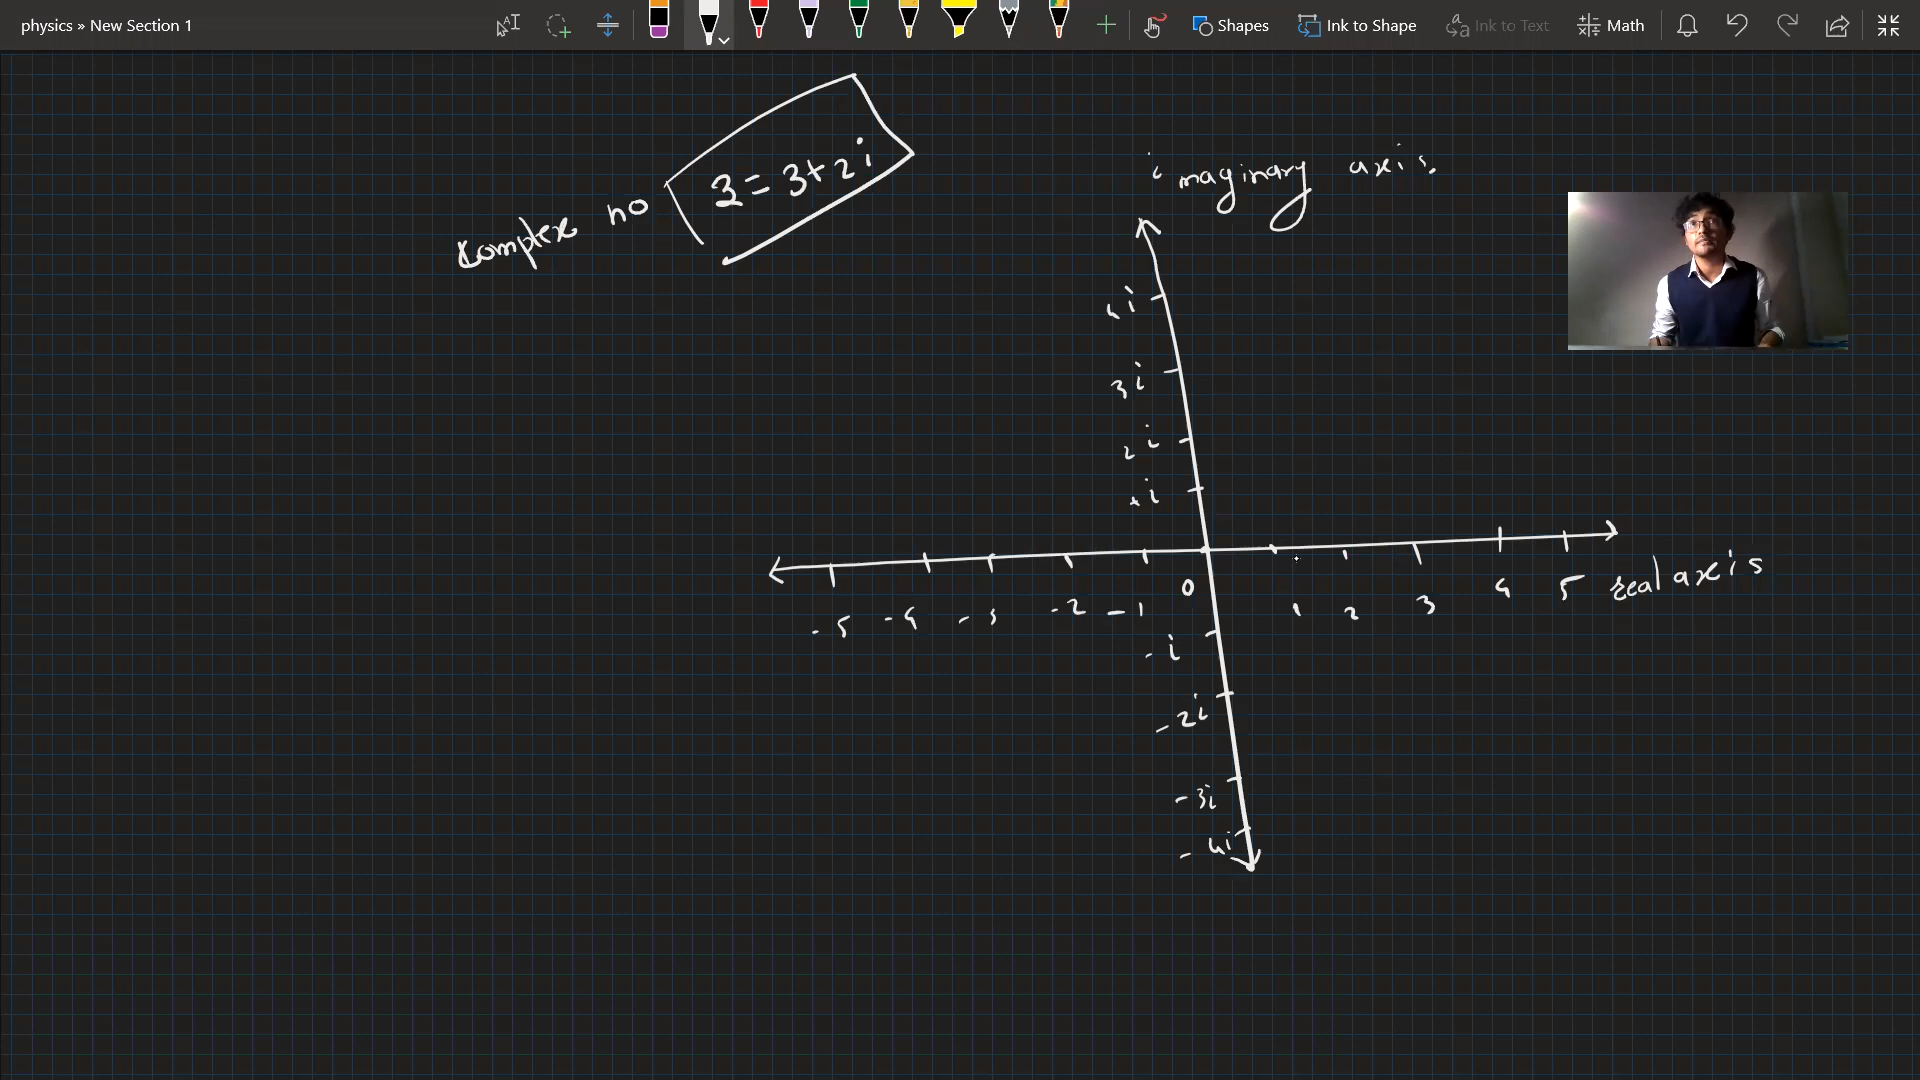 physics » New Section 1
Shapes
Ink to Shape
Ink to Text
Math
complex no
z = 3+2i
imaginary axis.
4i
3i
2i
+i
-5 -4 -3 -2 -1 0 1 2 3 4 5 real axis
-i
-2i
-3i
-4i